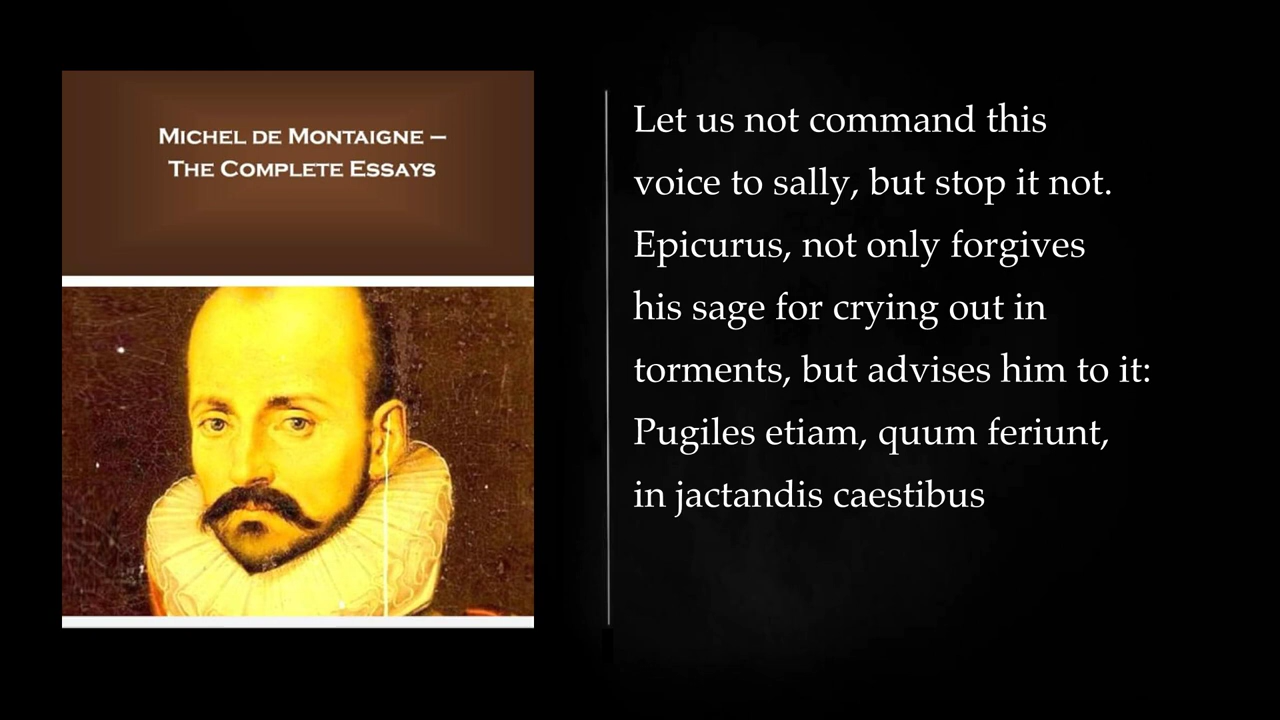 MICHEL DE MONTAIGNE –
THE COMPLETE ESSAYS
Let us not command this
voice to sally, but stop it not.
Epicurus, not only forgives
his sage for crying out in
torments, but advises him to it:
Pugiles etiam, quum feriunt,
in jactandis caestibus